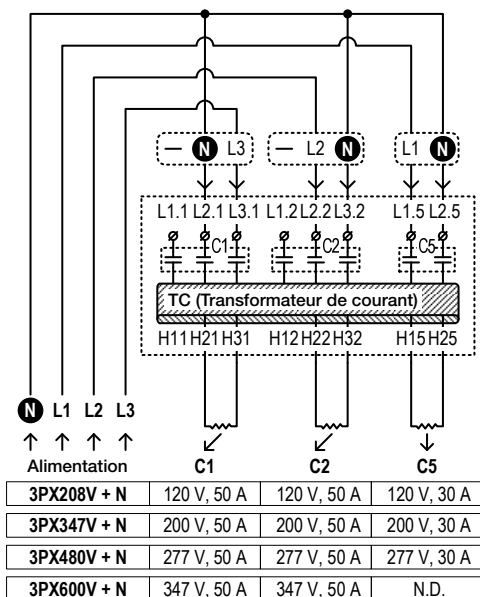 — N L3 — L2 N L1 N
L1.1 L2.1 L3.1 L1.2 L2.2 L3.2 L1.5 L2.5
C1 C2 C5
TC (Transformateur de courant)
H11 H21 H31 H12 H22 H32 H15 H25
N L1 L2 L3
Alimentation C1 C2 C5
3PX208V + N 120 V, 50 A 120 V, 50 A 120 V, 30 A
3PX347V + N 200 V, 50 A 200 V, 50 A 200 V, 30 A
3PX480V + N 277 V, 50 A 277 V, 50 A 277 V, 30 A
3PX600V + N 347 V, 50 A 347 V, 50 A N.D.